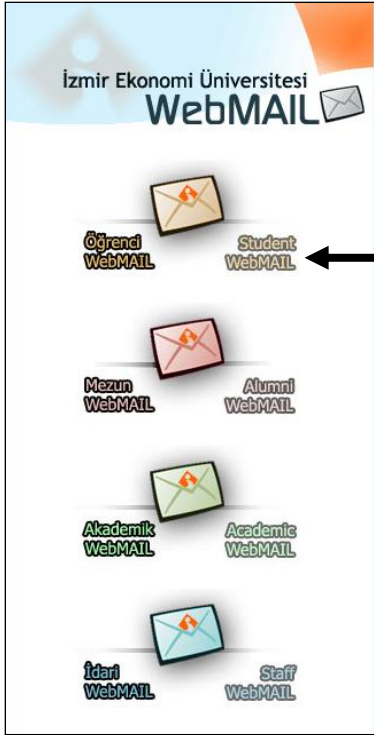 İzmir Ekonomi Üniversitesi
WebMAIL
Öğrenci
WebMAIL
Student
WebMAIL
Mezun
WebMAIL
Alumni
WebMAIL
Akademik
WebMAIL
Academic
WebMAIL
İdari
WebMAIL
Staff
WebMAIL